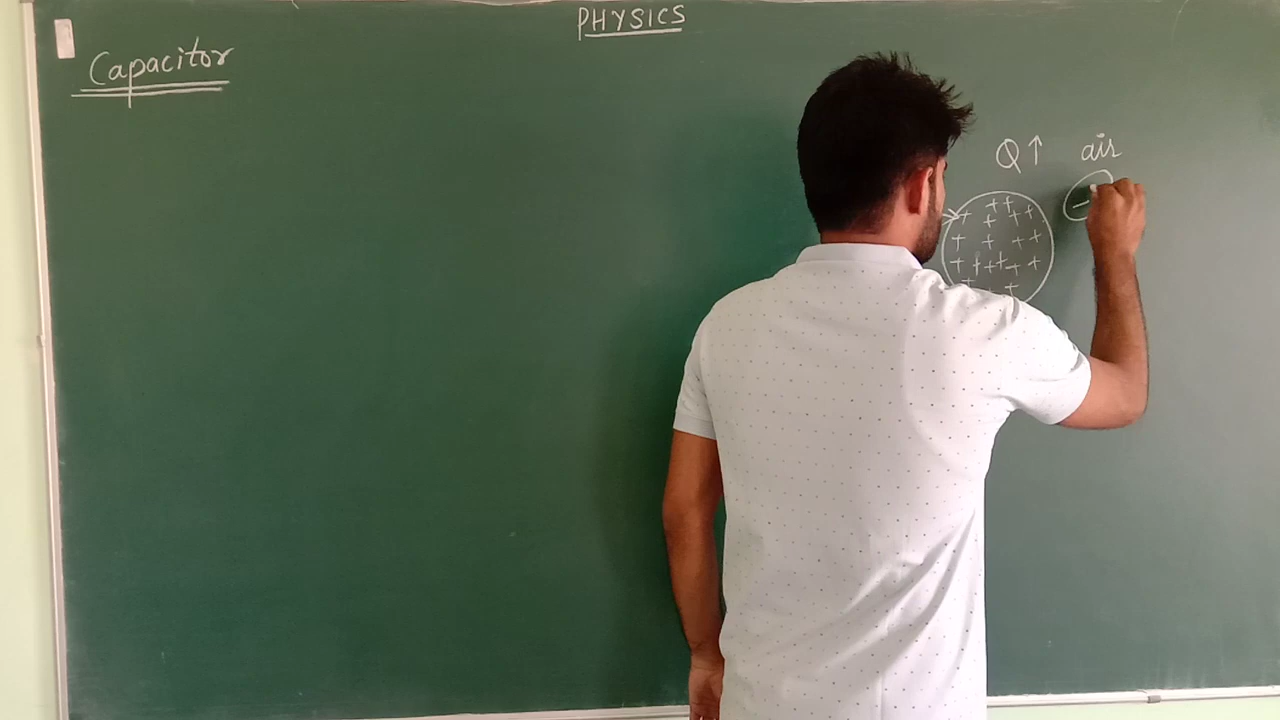 PHYSICS
Capacitor
Q↑ air
+ + + + + + + + + + + + + + + + + +
-